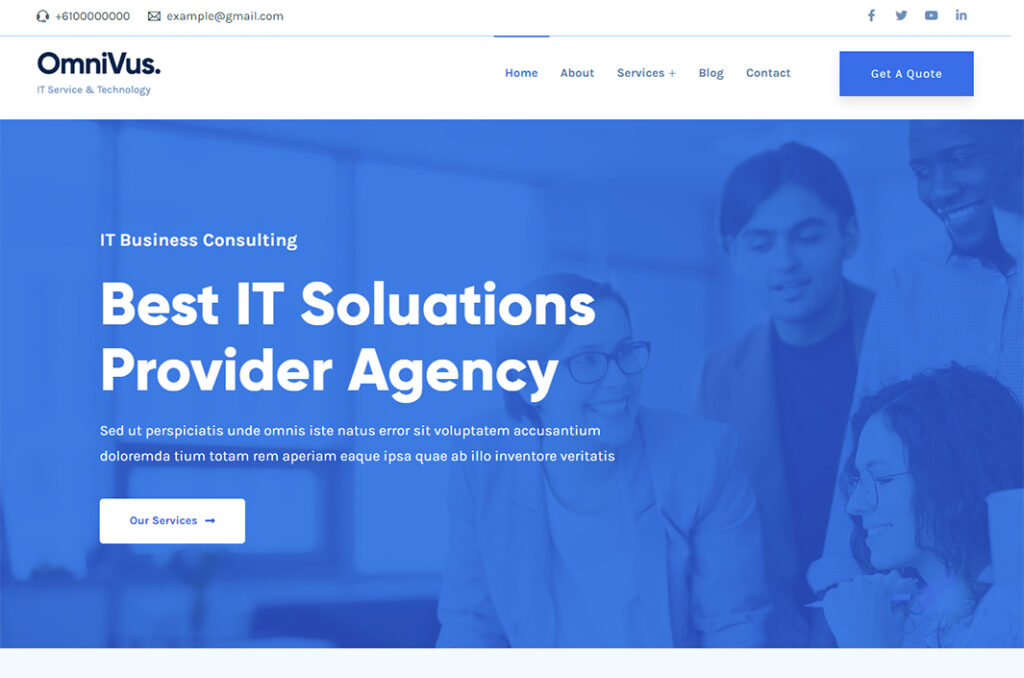 +6100000000 example@gmail.com
OmniVus.
IT Service & Technology
Home About Services + Blog Contact
Get A Quote
IT Business Consulting
Best IT Soluations
Provider Agency
Sed ut perspiciatis unde omnis iste natus error sit voluptatem accusantium
doloremda tium totam rem aperiam eaque ipsa quae ab illo inventore veritatis
Our Services